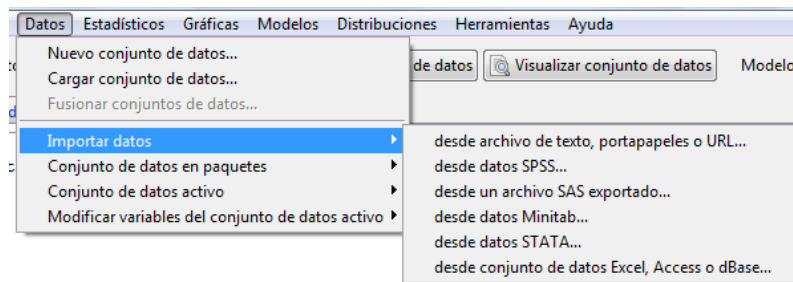 Datos Estadísticos Gráficas Modelos Distribuciones Herramientas Ayuda
Nuevo conjunto de datos...
de datos Visualizar conjunto de datos Modelo
Cargar conjunto de datos...
Fusionar conjuntos de datos...
Importar datos
desde archivo de texto, portapapeles o URL...
Conjunto de datos en paquetes
desde datos SPSS...
Conjunto de datos activo
desde un archivo SAS exportado...
Modificar variables del conjunto de datos activo
desde datos Minitab...
desde datos STATA...
desde conjunto de datos Excel, Access o dBase...